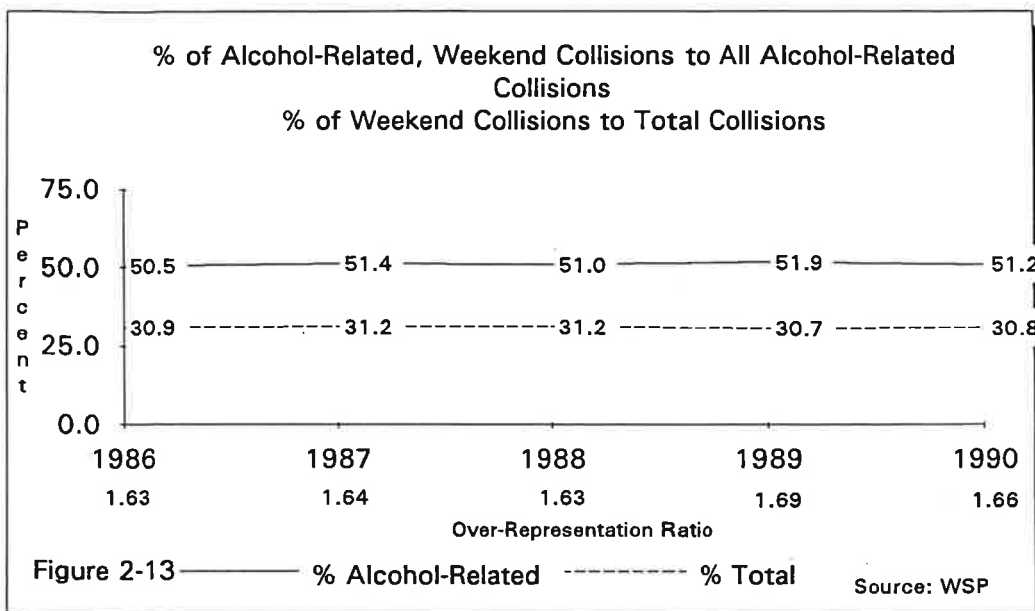 % of Alcohol-Related, Weekend Collisions to All Alcohol-Related
Collisions
% of Weekend Collisions to Total Collisions
Percent
75.0
50.0
25.0
0.0
50.5 51.4 51.0 51.9 51.2
30.9 31.2 31.2 30.7 30.8
1986 1987 1988 1989 1990
1.63 1.64 1.63 1.69 1.66
Over-Representation Ratio
Figure 2-13 % Alcohol-Related % Total Source: WSP